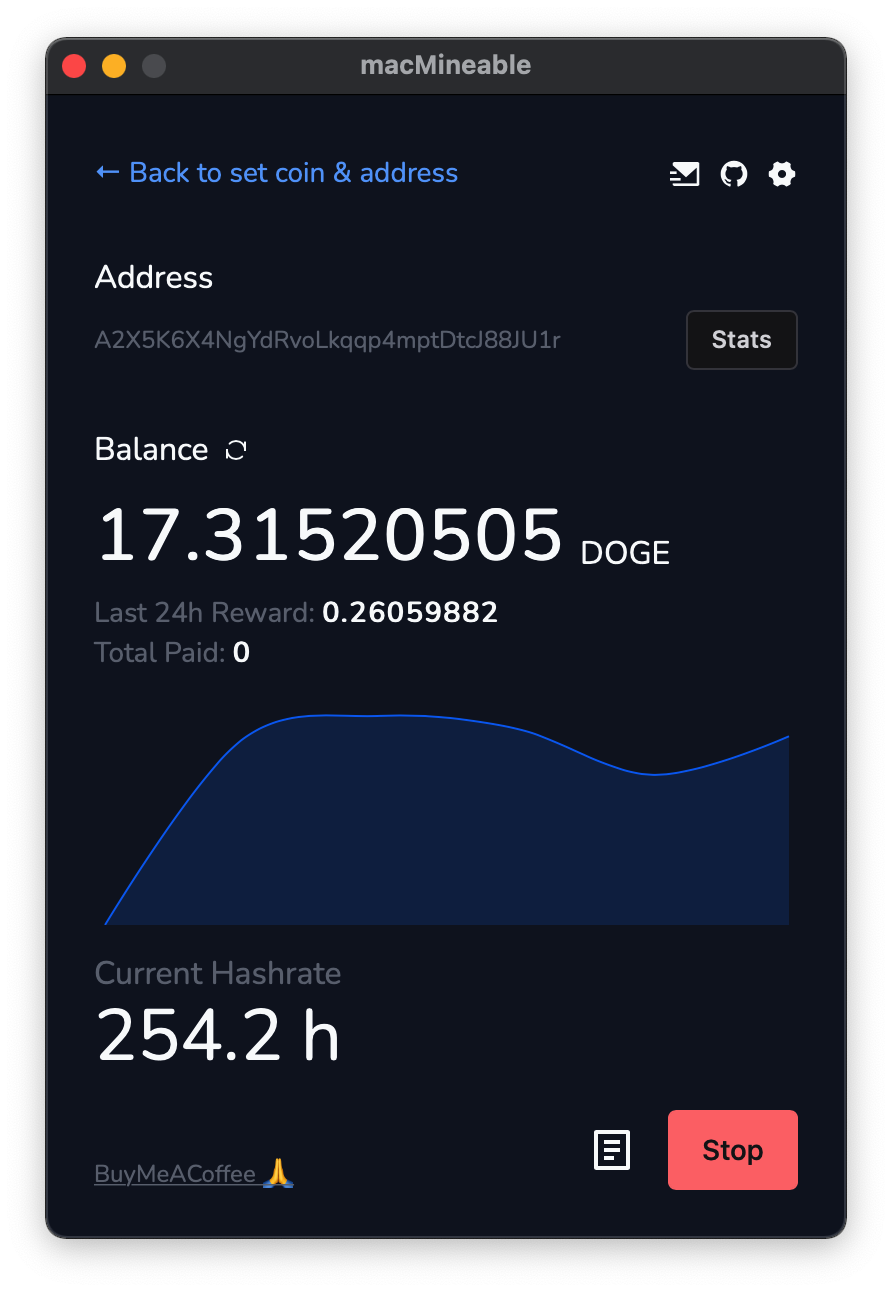 macMineable
← Back to set coin & address
Address
A2X5K6X4NgYdRvoLkqqp4mptDtcJ88JU1r
Stats
Balance
17.31520505 DOGE
Last 24h Reward: 0.26059882
Total Paid: 0
Current Hashrate
254.2 h
BuyMeACoffee 🙏
Stop